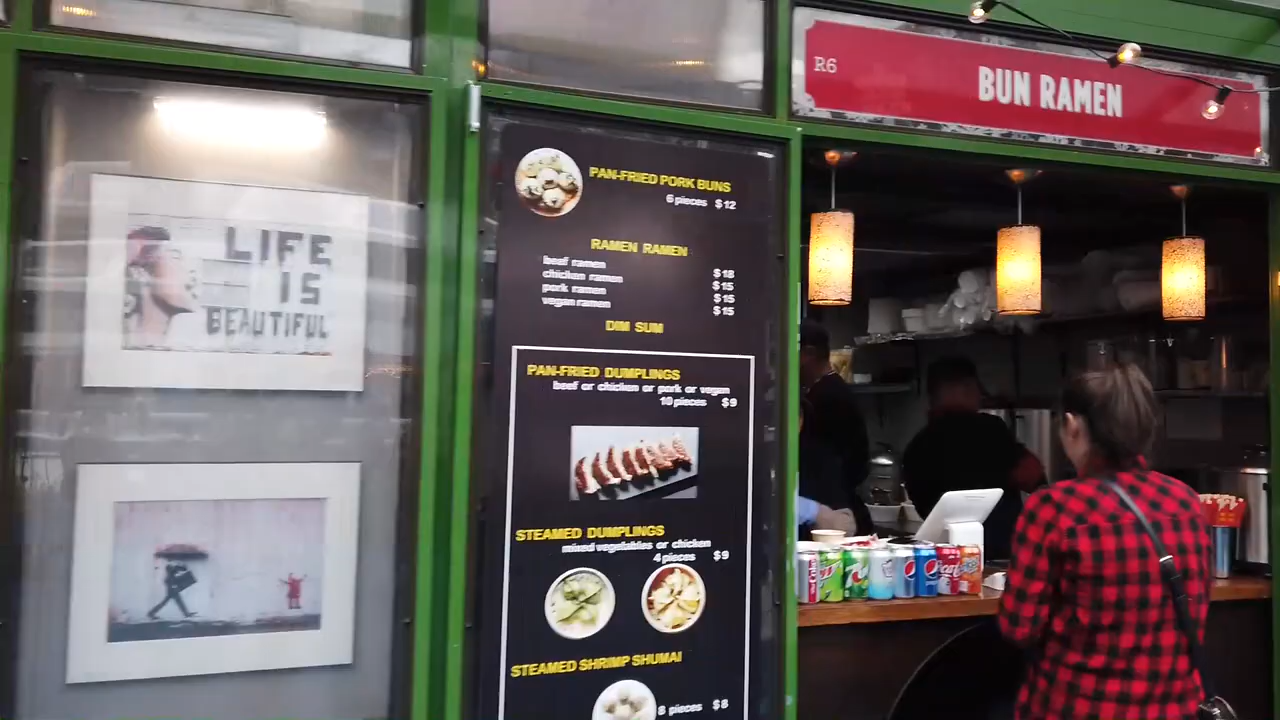 LIFE
IS
BEAUTIFUL
PAN-FRIED PORK BUNS
6 pieces $12
RAMEN RAMEN
beef ramen $18
chicken ramen $15
pork ramen $15
vegan ramen $15
DIM SUM
PAN-FRIED DUMPLINGS
beef or chicken or pork or vegan
10 pieces $9
STEAMED DUMPLINGS
mixed vegetables or chicken
4 pieces $9
STEAMED SHRIMP SHUMAI
8 pieces $8
R6
BUN RAMEN